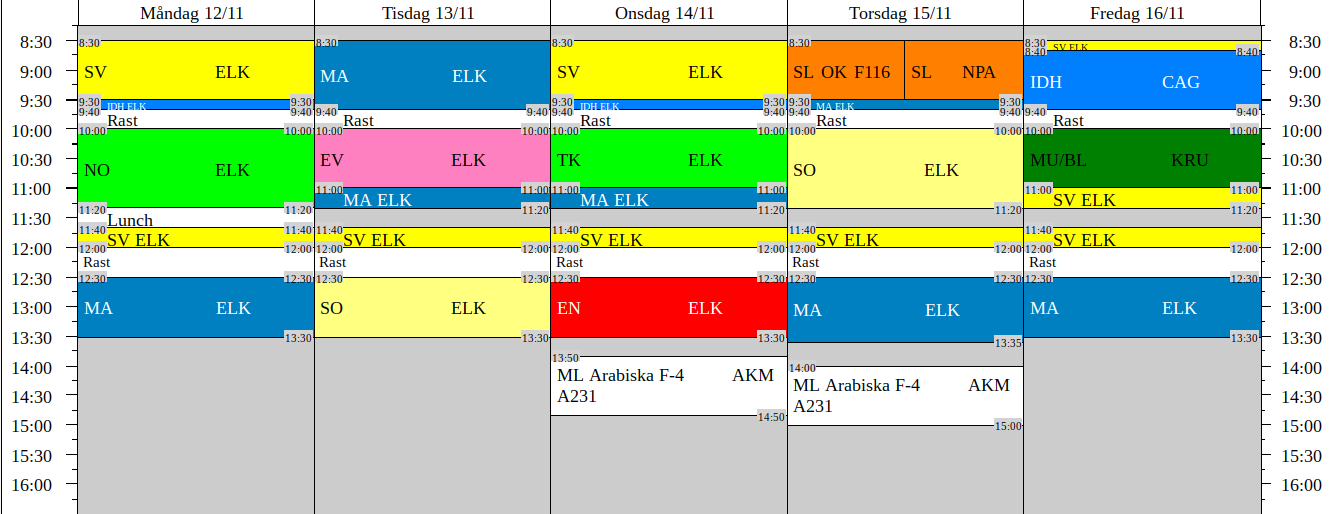 Måndag 12/11 Tisdag 13/11 Onsdag 14/11 Torsdag 15/11 Fredag 16/11
8:30 8:30 8:30 8:30 8:30 8:30 SV ELK 8:30
8:40 8:40
9:00 SV ELK MA ELK SV ELK SL OK F116 SL NPA IDH CAG 9:00
9:30 9:30 IDH ELK 9:30 9:30 IDH ELK 9:30 9:30 MA ELK 9:30 9:30
9:40 9:40 9:40 9:40 9:40 9:40 9:40 9:40 9:40 9:40
Rast Rast Rast Rast Rast
10:00 10:00 10:00 10:00 10:00 10:00 10:00 10:00 10:00 10:00 10:00 10:00
10:30 NO ELK EV ELK TK ELK SO ELK MU/BL KRU 10:30
11:00 11:00 11:00 11:00 11:00 11:00 11:00 11:00
MA ELK MA ELK SV ELK
11:20 11:20 11:20 11:20 11:20 11:20
11:30 Lunch 11:30
11:40 11:40 11:40 11:40 11:40 11:40
SV ELK SV ELK SV ELK SV ELK SV ELK
12:00 12:00 12:00 12:00 12:00 12:00 12:00 12:00 12:00 12:00 12:00 12:00
Rast Rast Rast Rast Rast
12:30 12:30 12:30 12:30 12:30 12:30 12:30 12:30 12:30 12:30 12:30 12:30
13:00 MA ELK SO ELK EN ELK MA ELK MA ELK 13:00
13:30 13:30 13:30 13:30 13:35 13:30 13:30
13:50
14:00 14:00 14:00
ML Arabiska F-4 AKM
A231
ML Arabiska F-4 AKM
A231
14:30 14:30
14:50
15:00 15:00 15:00
15:30 15:30
16:00 16:00